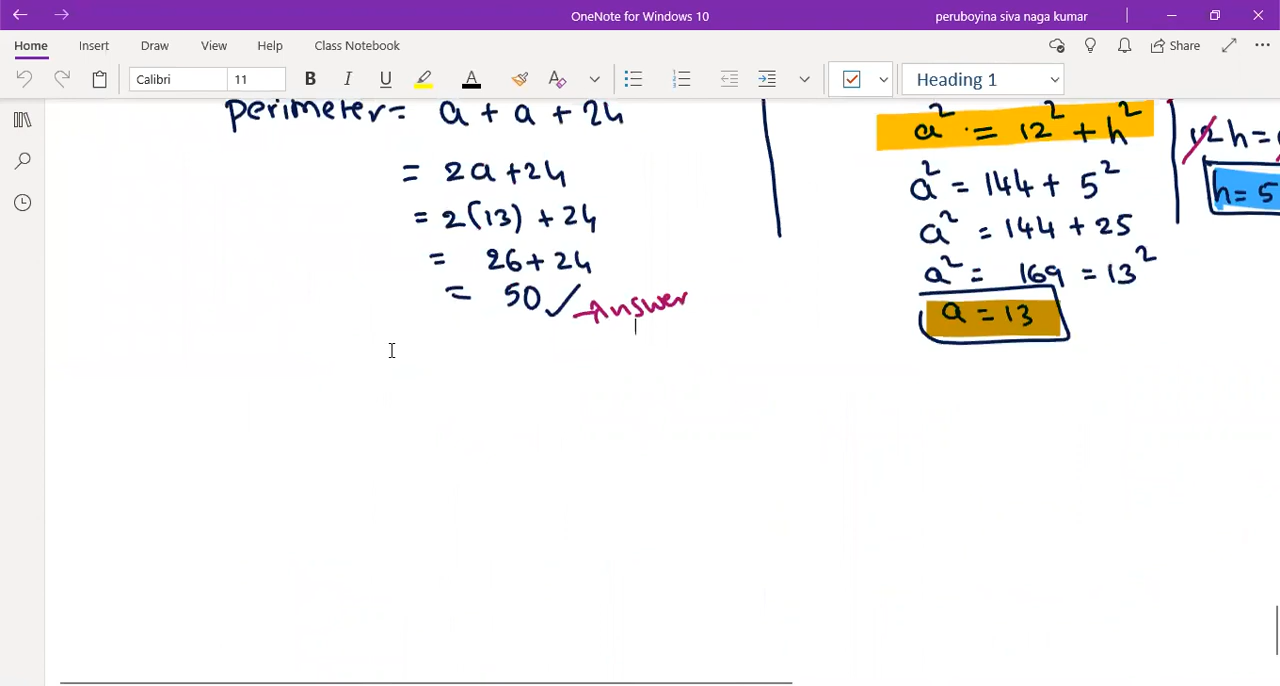 OneNote for Windows 10
peruboyina siva naga kumar
Home Insert Draw View Help Class Notebook
Share
Calibri 11 B I U A A Heading 1
perimeter = a + a + 24
= 2a + 24
= 2(13) + 24
= 26 + 24
= 50 ✓ Answer
a² = 12² + h²
a² = 144 + 5²
a² = 144 + 25
a² = 169 = 13²
a = 13
12 h =
h = 5